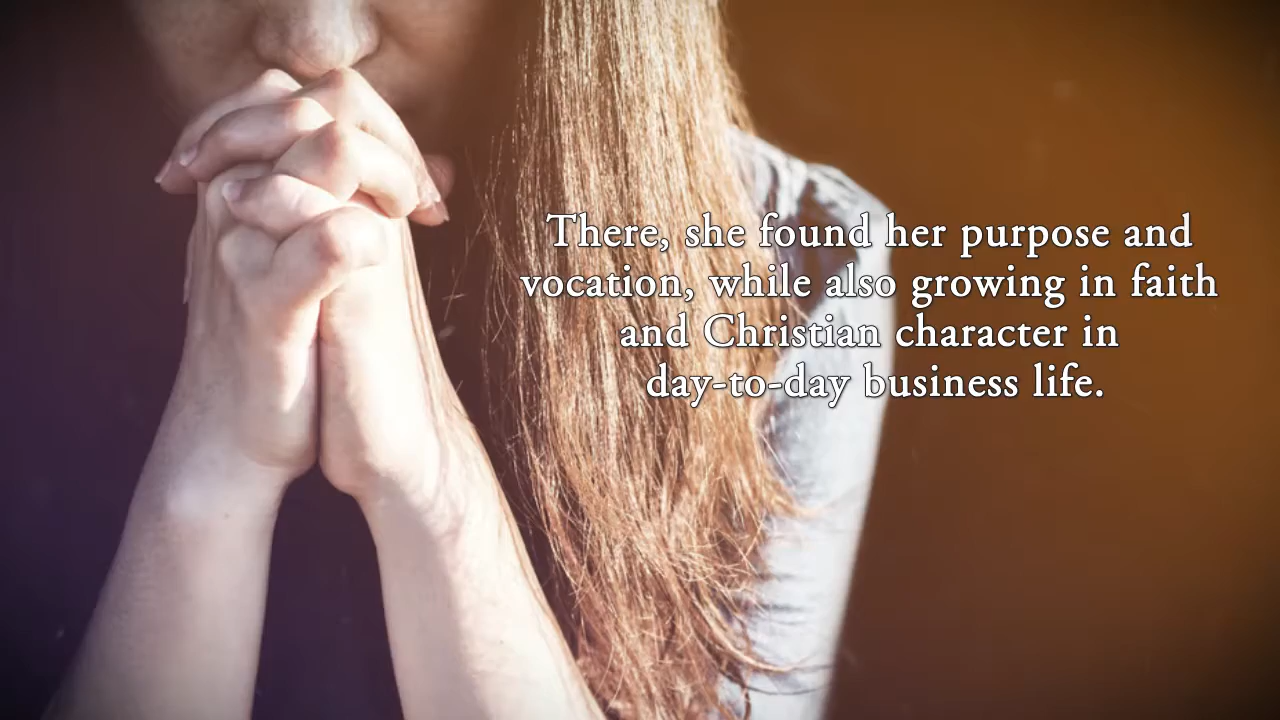 There, she found her purpose and
vocation, while also growing in faith
and Christian character in
day-to-day business life.